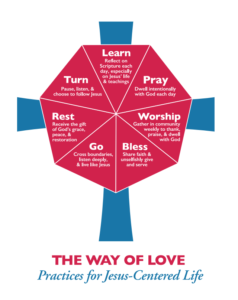 Learn
Reflect on
Scripture each
day, especially
on Jesus' life
& teachings
Turn
Pause, listen, &
choose to follow Jesus
Pray
Dwell intentionally
with God each day
Rest
Receive the gift
of God's grace,
peace, &
restoration
Worship
Gather in community
weekly to thank,
praise, & dwell
with God
Go
Cross boundaries,
listen deeply,
& live like Jesus
Bless
Share faith &
unselfishly give
and serve
THE WAY OF LOVE
Practices for Jesus-Centered Life